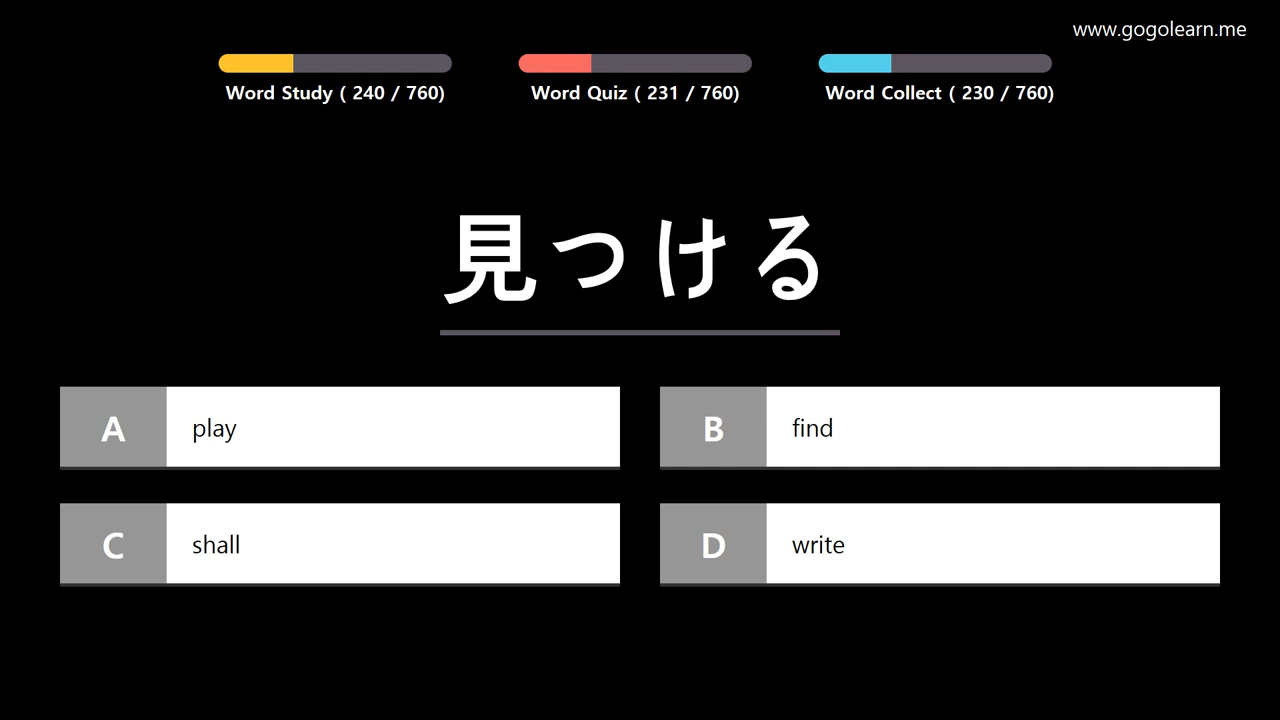 www.gogolearn.me
Word Study ( 240 / 760)
Word Quiz ( 231 / 760)
Word Collect ( 230 / 760)
見つける
A play
B find
C shall
D write